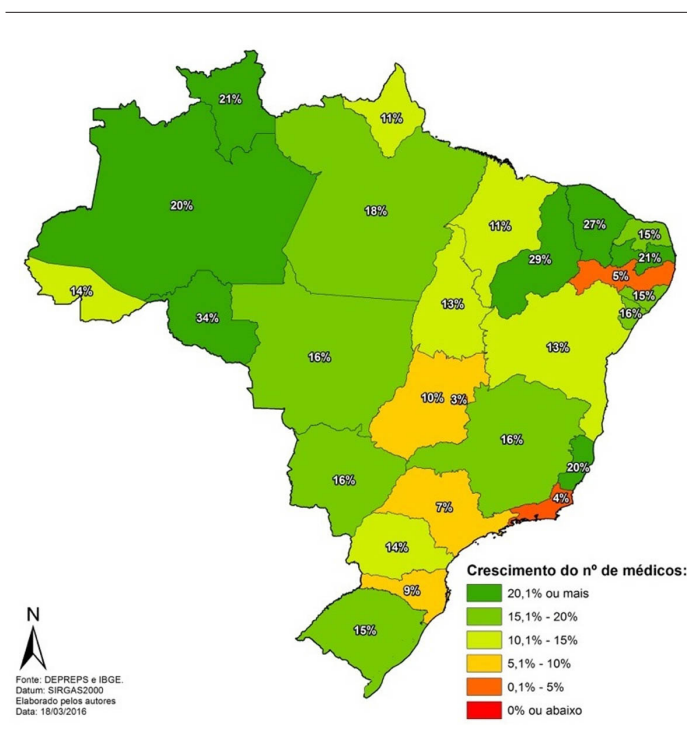 21%
11%
20%
18%
11%
27%
15%
29%
21%
5%
14%
15%
13%
34%
16%
16%
13%
10%
3%
16%
16%
20%
7%
4%
14%
9%
15%
Crescimento do nº de médicos:
20,1% ou mais
15,1% - 20%
10,1% - 15%
5,1% - 10%
0,1% - 5%
0% ou abaixo
N
Fonte: DEPREPS e IBGE.
Datum: SIRGAS2000
Elaborado pelos autores
Data: 18/03/2016